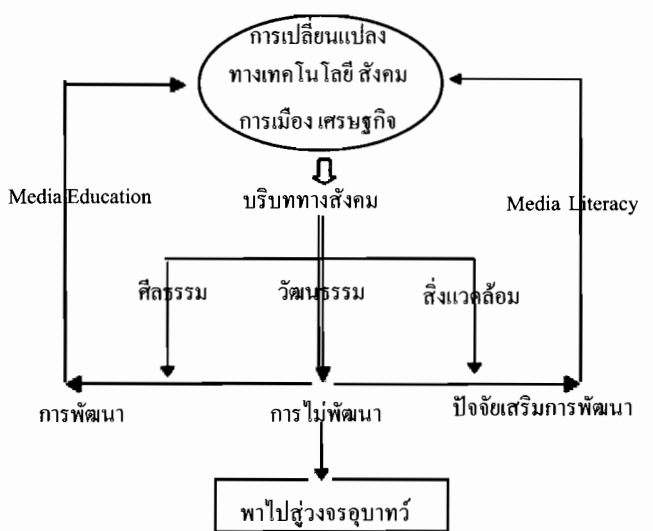 การเปลี่ยนแปลง
ทางเทคโนโลยี สังคม
การเมือง เศรษฐกิจ
Media Education
บริบททางสังคม
Media Literacy
ศีลธรรม
วัฒนธรรม
สิ่งแวดล้อม
การพัฒนา
การไม่พัฒนา
ปัจจัยเสริมการพัฒนา
พาไปสู่วงจรอุบาทว์